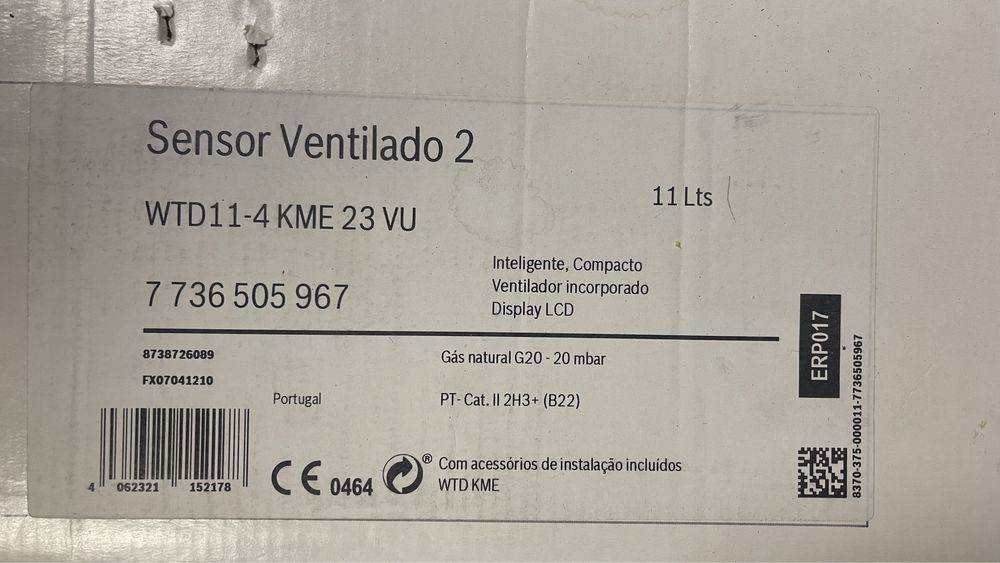 Sensor Ventilado 2
11 Lts
WTD11-4 KME 23 VU
Inteligente, Compacto
Ventilador incorporado
Display LCD
7 736 505 967
8738726089
FX07041210
Gás natural G20 - 20 mbar
Portugal
PT- Cat. II 2H3+ (B22)
4 062321 152178
CE 0464
®
Com acessórios de instalação incluídos
WTD KME
ERP017
8370-375-000011-7736505967